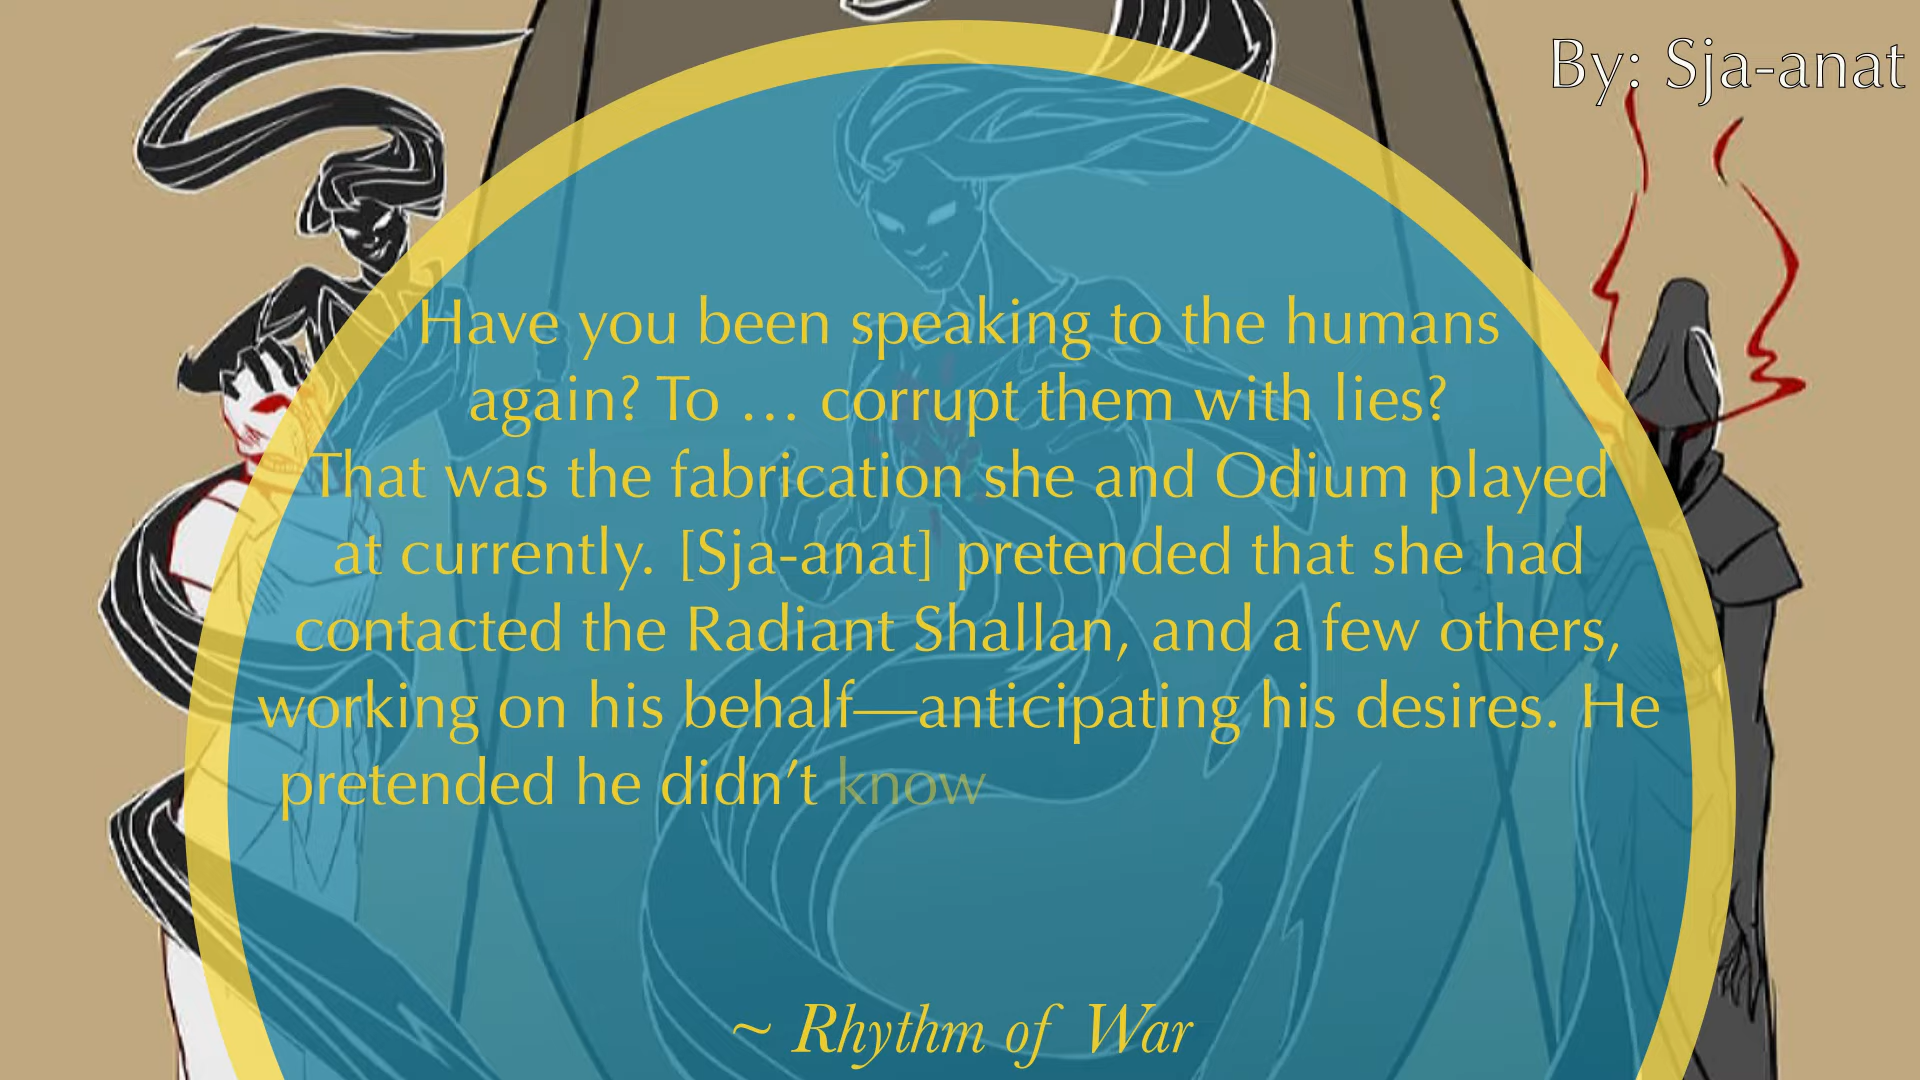 By: Sja-anat
Have you been speaking to the humans
again? To … corrupt them with lies?
That was the fabrication she and Odium played
at currently. [Sja-anat] pretended that she had
contacted the Radiant Shallan, and a few others,
working on his behalf—anticipating his desires. He
pretended he didn’t know
~ Rhythm of War